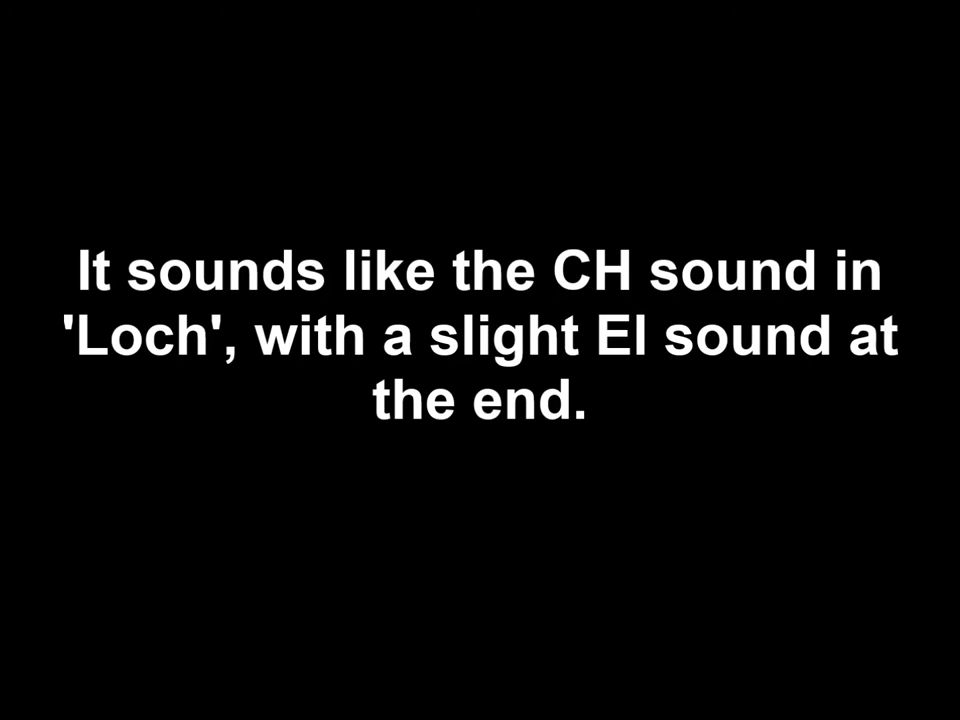 It sounds like the CH sound in
'Loch', with a slight El sound at
the end.